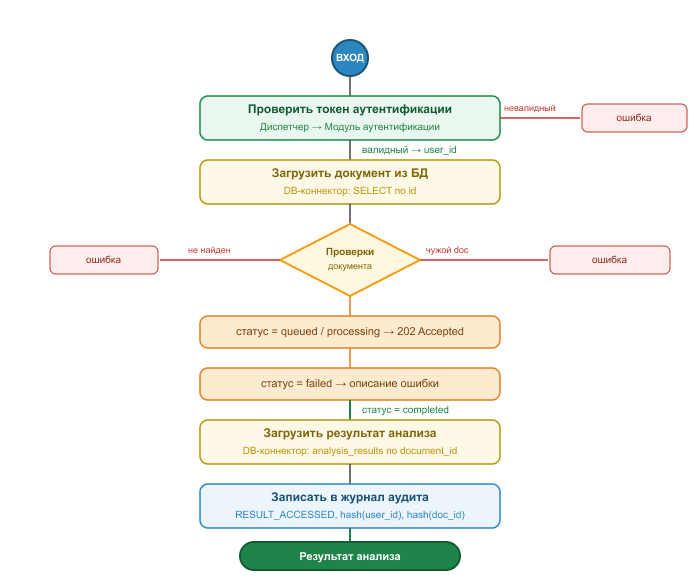 ВХОД
Проверить токен аутентификации
Диспетчер → Модуль аутентификации
невалидный
ошибка
валидный → user_id
Загрузить документ из БД
DB-коннектор: SELECT по id
не найден
ошибка
Проверки
документа
чужой doc
ошибка
статус = queued / processing → 202 Accepted
статус = failed → описание ошибки
статус = completed
Загрузить результат анализа
DB-коннектор: analysis_results по document_id
Записать в журнал аудита
RESULT_ACCESSED, hash(user_id), hash(doc_id)
Результат анализа